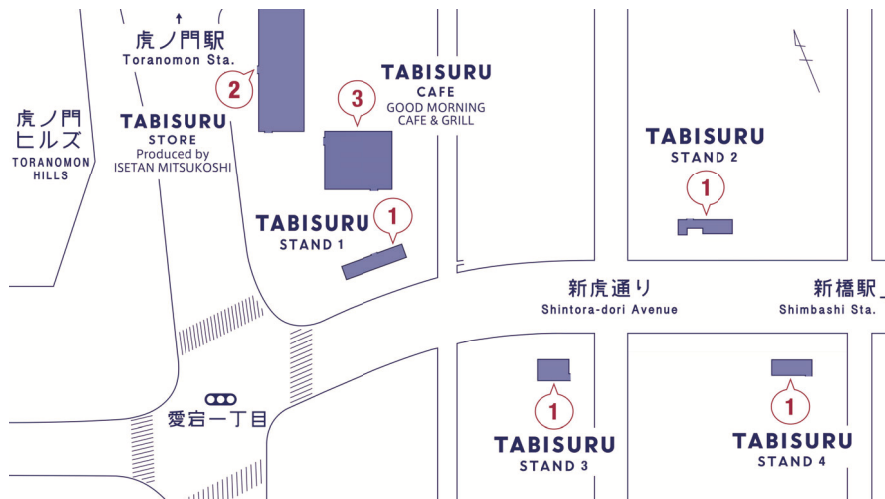 虎ノ門駅
Toranomon Sta.
2
TABISURU
STORE
Produced by
ISETAN MITSUKOSHI
虎ノ門
ヒルズ
TORANOMON
HILLS
3
TABISURU
CAFE
GOOD MORNING
CAFE & GRILL
TABISURU
STAND 1
1
TABISURU
STAND 2
1
新虎通り
Shintora-dori Avenue
新橋駅
Shimbashi Sta.
愛宕一丁目
1
TABISURU
STAND 3
1
TABISURU
STAND 4